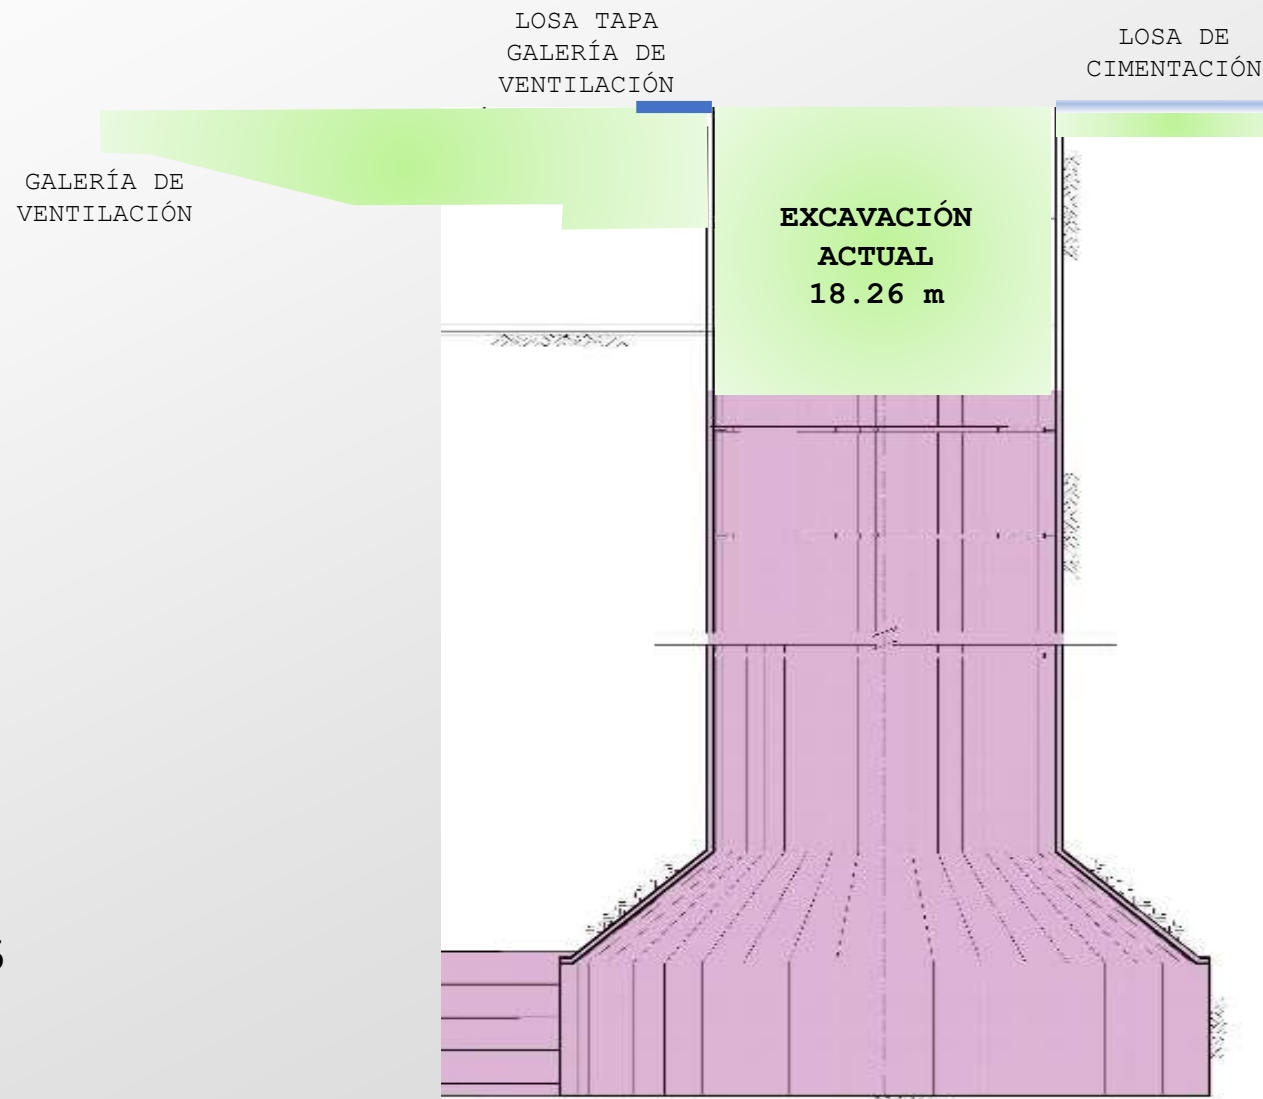 LOSA TAPA
GALERÍA DE
VENTILACIÓN
LOSA DE
CIMENTACIÓN
GALERÍA DE
VENTILACIÓN
EXCAVACIÓN
ACTUAL
18.26 m